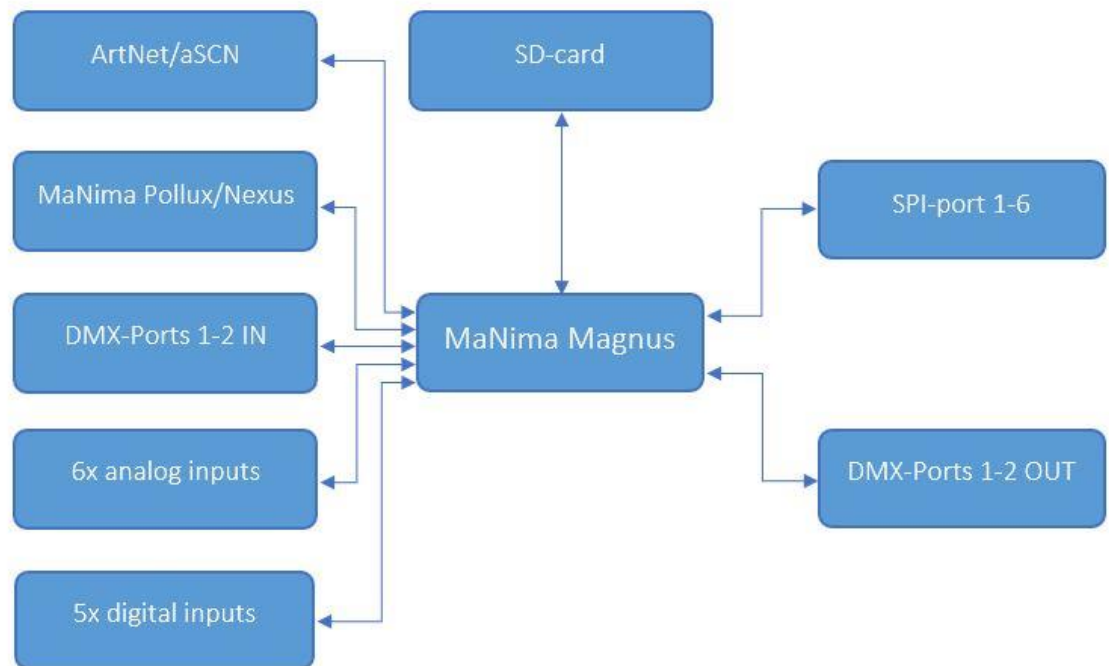 ArtNet/aSCN
SD-card
MaNima Pollux/Nexus
SPI-port 1-6
DMX-Ports 1-2 IN
MaNima Magnus
6x analog inputs
DMX-Ports 1-2 OUT
5x digital inputs